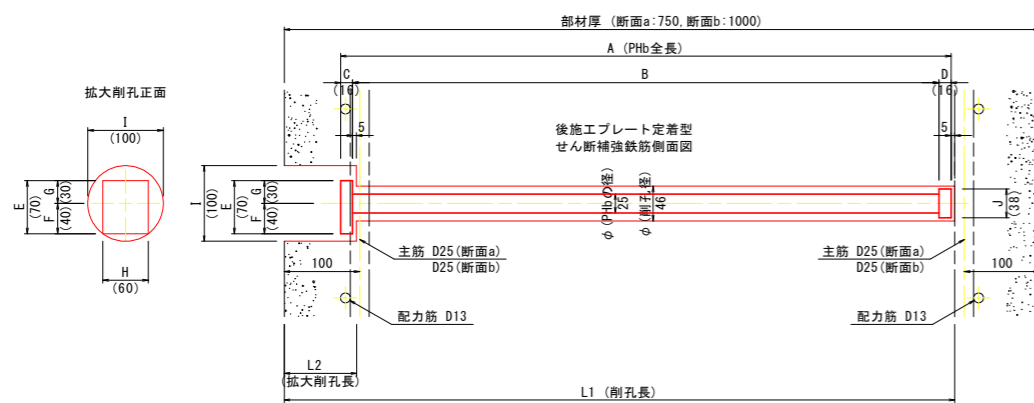 部材厚 (断面a:750,断面b:1000)
A (PHb全長)
C
(16)
B
D
(16)
拡大削孔正面
I
(100)
5
後施工プレート定着型
せん断補強鉄筋側面図
5
E
(70)
F
(40)
G
(30)
I
(100)
E
(70)
F
(40)
G
(30)
φ (PHbの径)
25
φ (削孔径)
46
J
(38)
H
(60)
100
主筋 D25(断面a)
D25(断面b)
主筋 D25(断面a)
D25(断面b)
100
配力筋 D13
配力筋 D13
L2
(拡大削孔長)
L1 (削孔長)